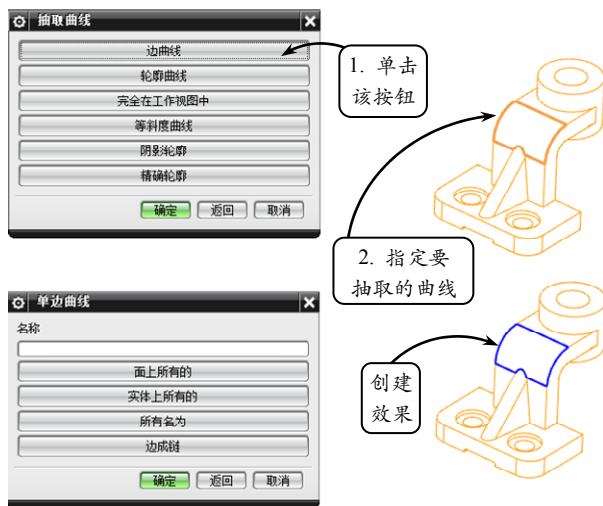 抽取曲线
边曲线
轮廓曲线
完全在工作视图中
等斜度曲线
阴影轮廓
精确轮廓
确定 返回 取消
1. 单击
该按钮
2. 指定要
抽取的曲线
单边曲线
名称
面上所有的
实体上所有的
所有名为
边成链
确定 返回 取消
创建
效果